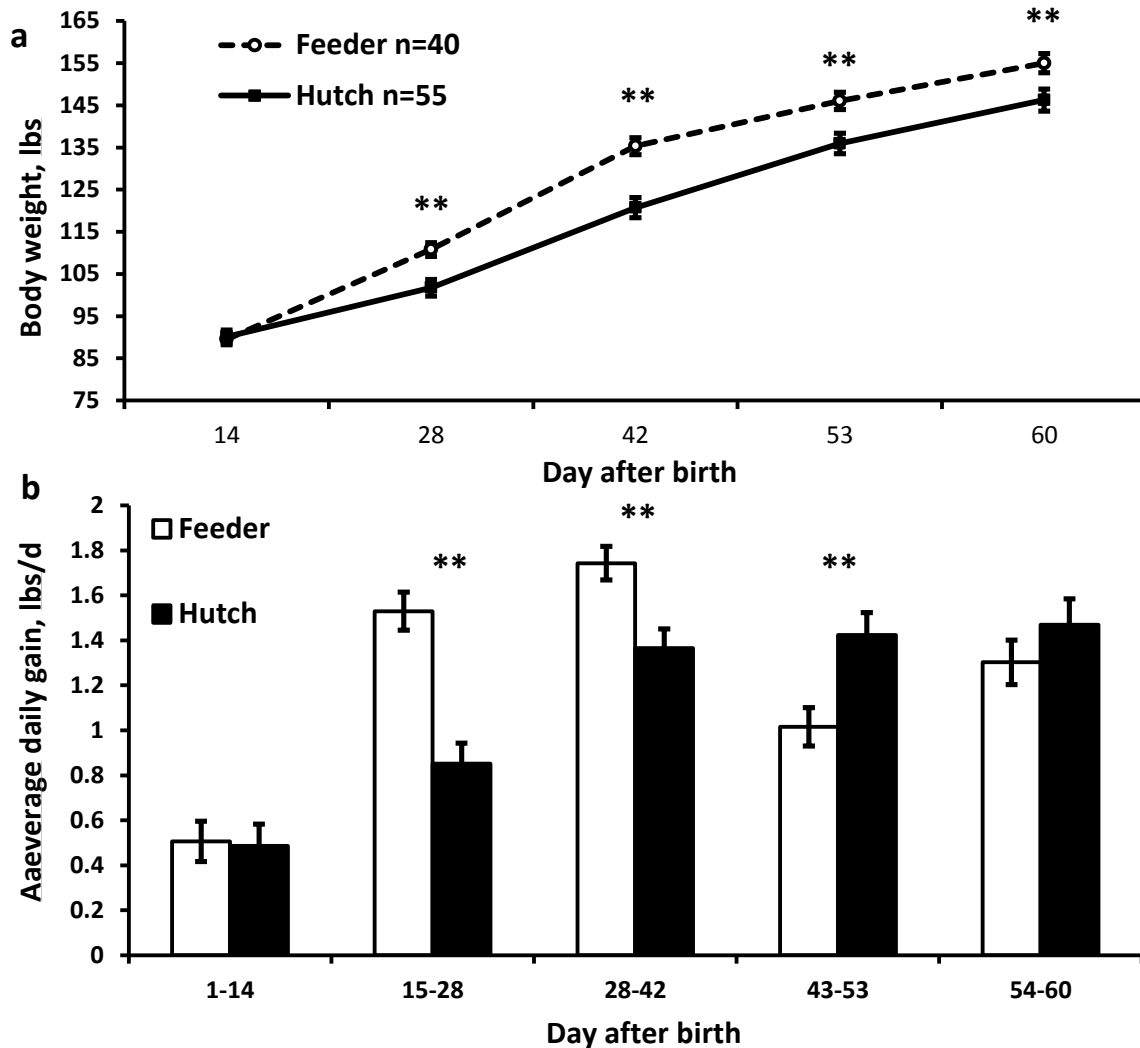 a
Feeder n=40
Hutch n=55
Body weight, lbs
165
155
145
135
125
115
105
95
85
75
**
**
**
**
14 28 42 53 60
Day after birth
b
Feeder
Hutch
Aaeverage daily gain, lbs/d
2
1.8
1.6
1.4
1.2
1
0.8
0.6
0.4
0.2
0
**
**
**
1-14 15-28 28-42 43-53 54-60
Day after birth